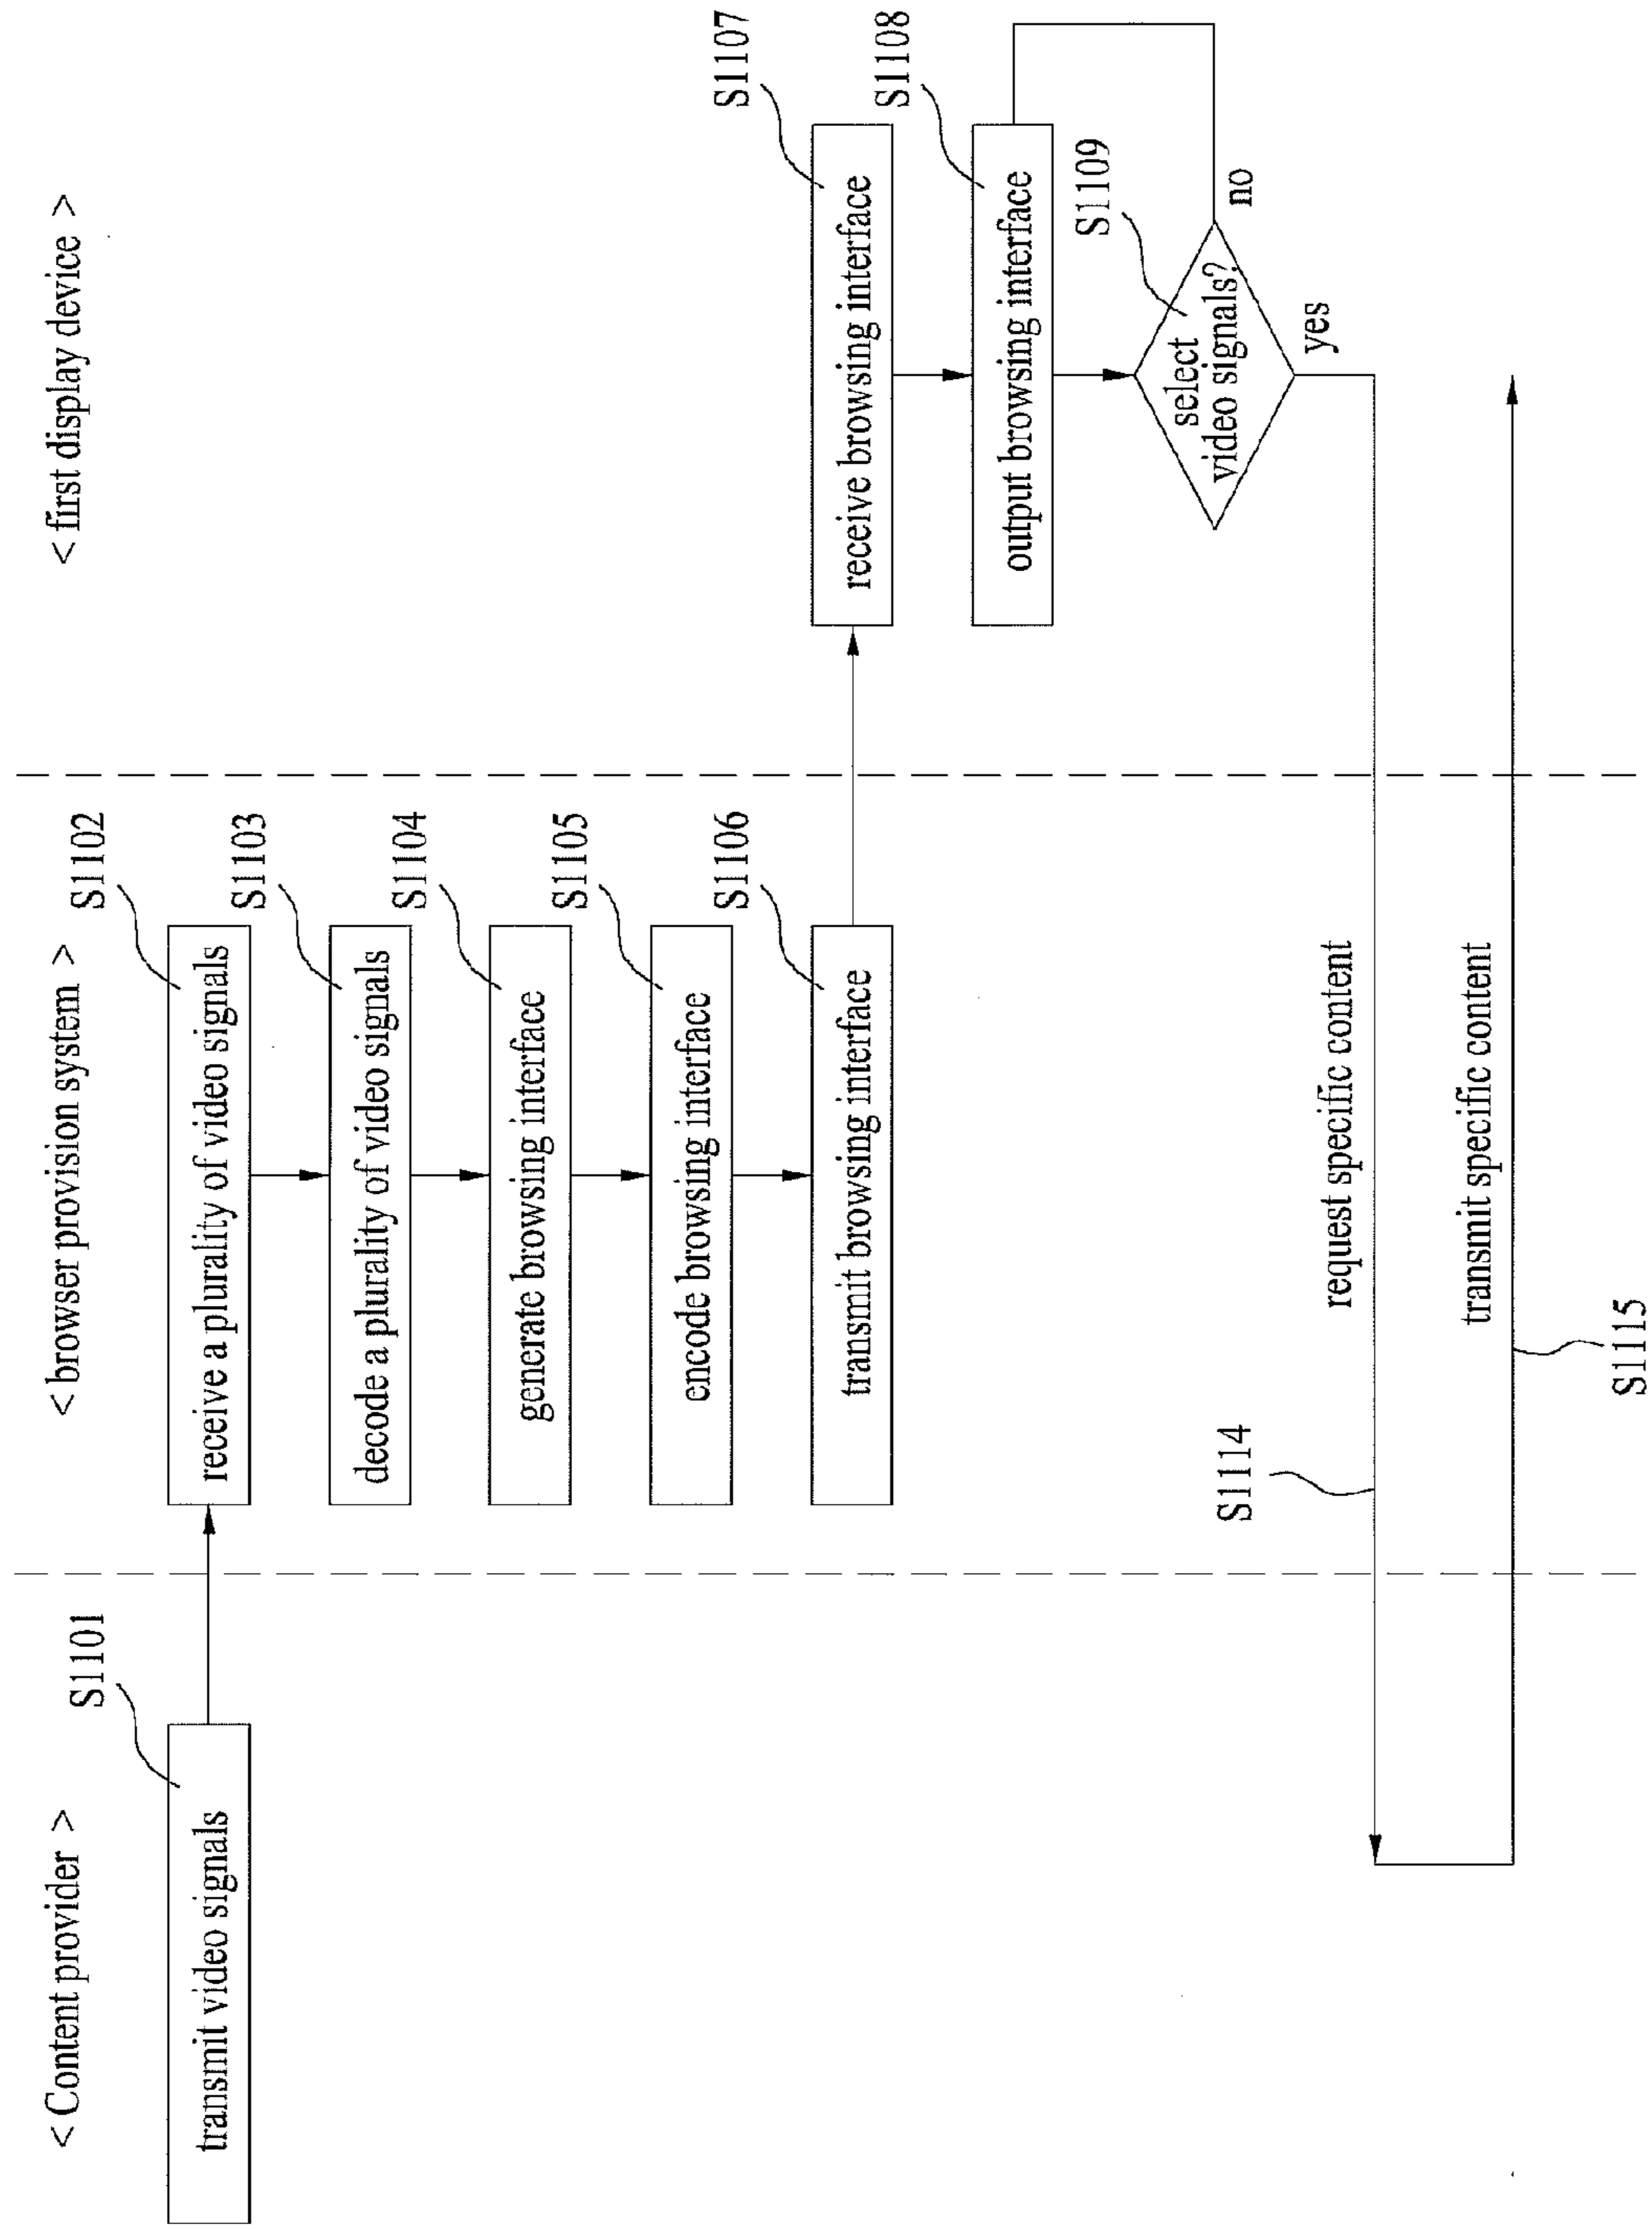 < Content provider >
< browser provision system >
< first display device >
S1101
transmit video signals
S1102
receive a plurality of video signals
S1103
decode a plurality of video signals
S1104
generate browsing interface
S1105
encode browsing interface
S1106
transmit browsing interface
S1107
receive browsing interface
S1108
output browsing interface
S1109
select
video signals?
no
yes
S1114
request specific content
transmit specific content
S1115